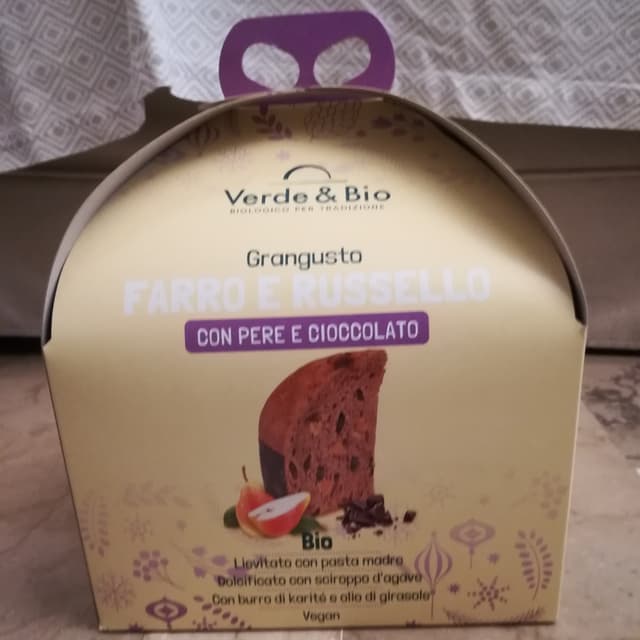 Verde & Bio
BIOLOGICO PER TRADIZIONE
Grangusto
FARRO E RUSSELLO
CON PERE E CIOCCOLATO
Bio
Lievitato con pasta madre
Dolcificato con sciroppo d'agave
Con burro di karité e olio di girasole
Vegan